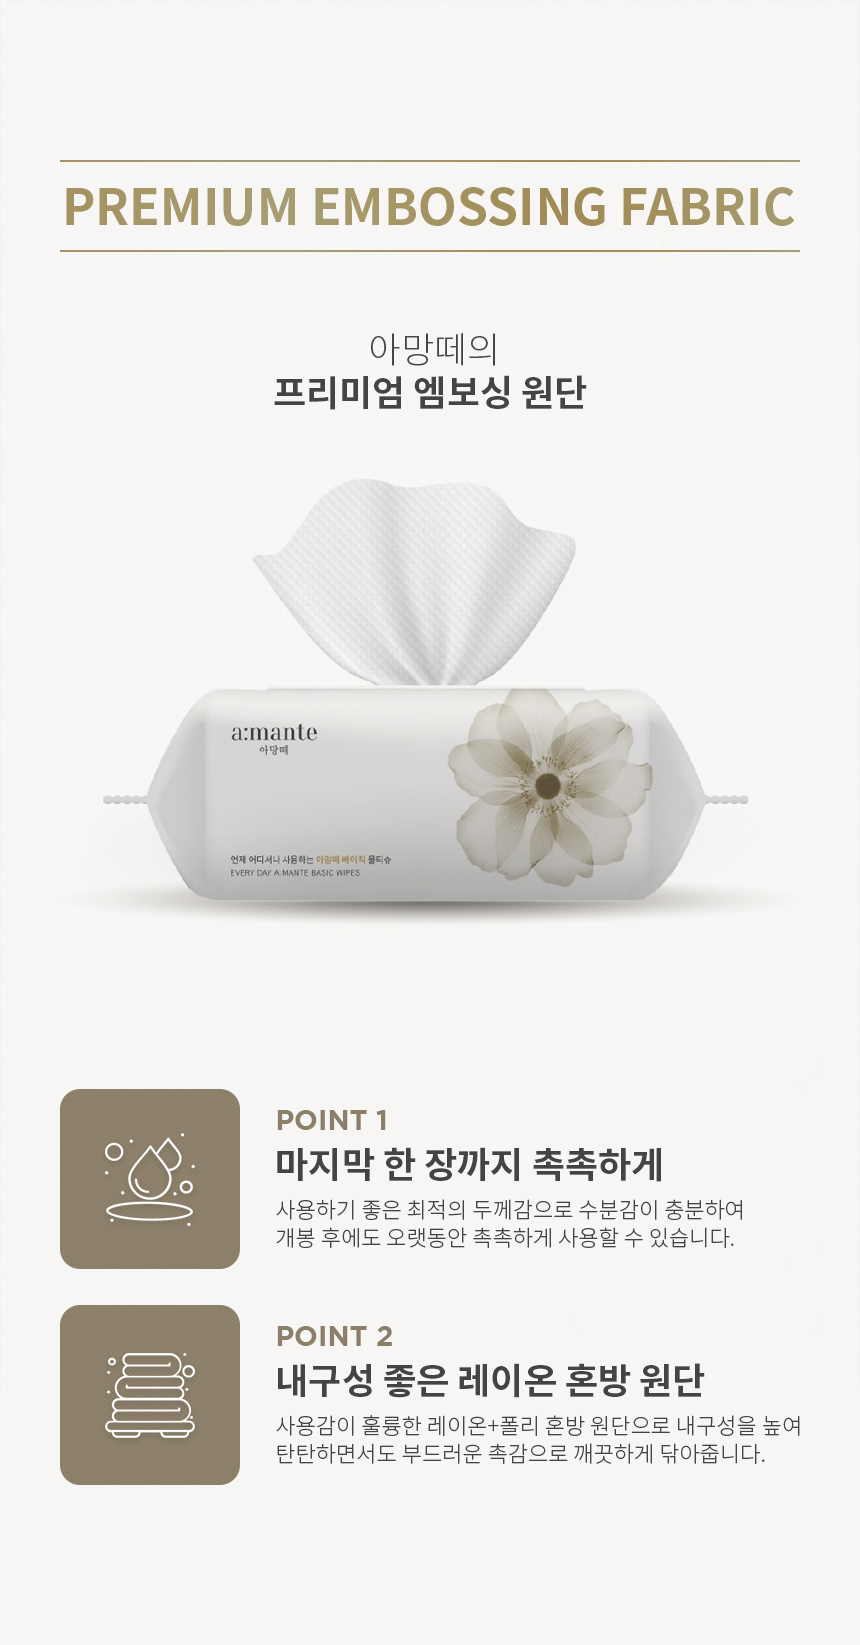 PREMIUM EMBOSSING FABRIC
아망떼의
프리미엄 엠보싱 원단
a:mante
아망떼
언제 어디서나 사용하는 아망떼 베이직 물티슈
EVERY DAY A:MANTE BASIC WIPES
POINT 1
마지막 한 장까지 촉촉하게
사용하기 좋은 최적의 두께감으로 수분감이 충분하여
개봉 후에도 오랫동안 촉촉하게 사용할 수 있습니다.
POINT 2
내구성 좋은 레이온 혼방 원단
사용감이 훌륭한 레이온+폴리 혼방 원단으로 내구성을 높여
탄탄하면서도 부드러운 촉감으로 깨끗하게 닦아줍니다.